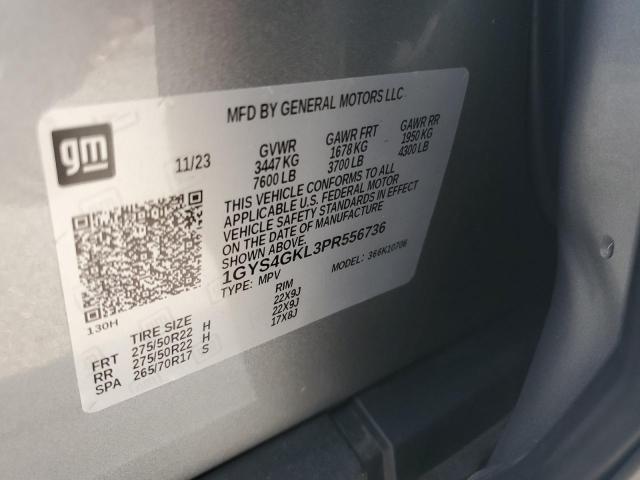 MFD BY GENERAL MOTORS LLC
gm
11/23
GVWR
3447 KG
7600 LB
GAWR FRT
1678 KG
3700 LB
GAWR RR
1950 KG
4300 LB
THIS VEHICLE CONFORMS TO ALL
APPLICABLE U.S. FEDERAL MOTOR
VEHICLE SAFETY STANDARDS IN EFFECT
ON THE DATE OF MANUFACTURE
SHOWN ABOVE.
1GYS4GKL3PR556736
TYPE: MPV
MODEL: 366K10706
130H
TIRE SIZE
RIM
FRT 275/50R22 H 22X9J
RR 275/50R22 H 22X9J
SPA 265/70R17 S 17X8J